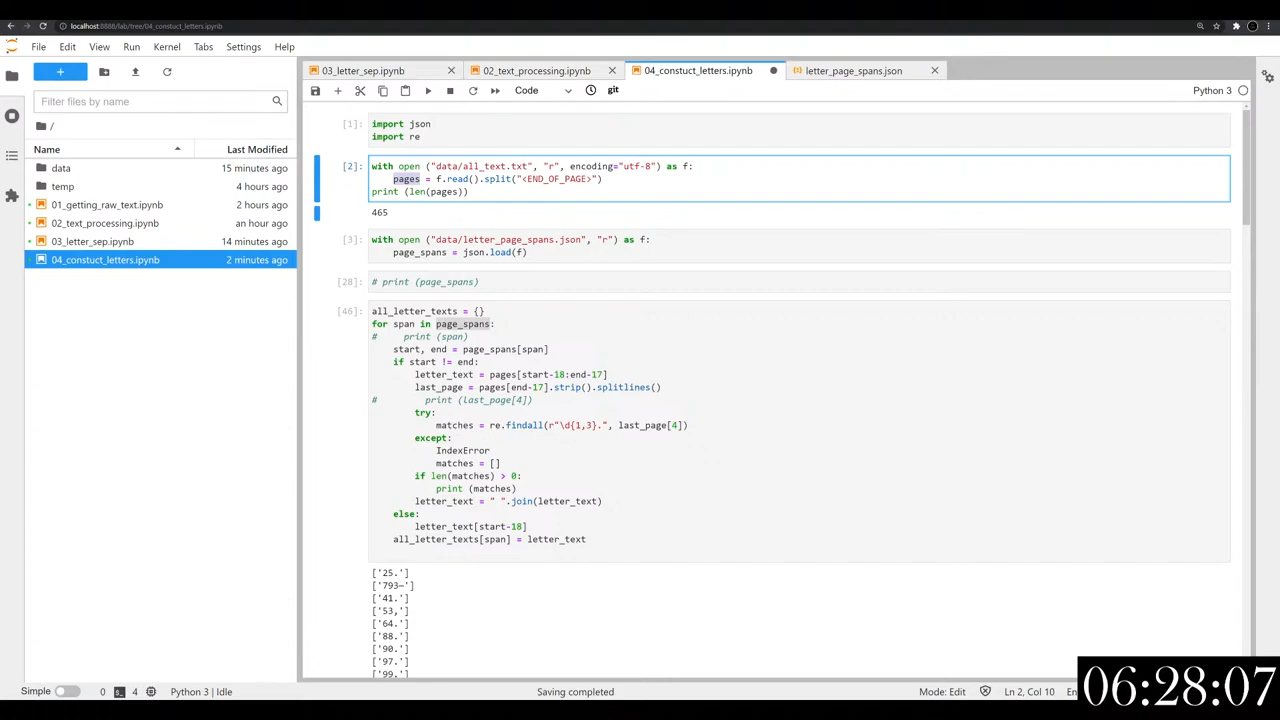 localhost:8888/lab/tree/04_constuct_letters.ipynb
File Edit View Run Kernel Tabs Settings Help
03_letter_sep.ipynb 02_text_processing.ipynb 04_constuct_letters.ipynb letter_page_spans.json
Code git Python 3
Filter files by name
/
Name Last Modified
data 15 minutes ago
temp 4 hours ago
01_getting_raw_text.ipynb 2 hours ago
02_text_processing.ipynb an hour ago
03_letter_sep.ipynb 14 minutes ago
04_constuct_letters.ipynb 2 minutes ago
[1]: import json
import re
[2]: with open ("data/all_text.txt", "r", encoding="utf-8") as f:
pages = f.read().split("<END_OF_PAGE>")
print (len(pages))
465
[3]: with open ("data/letter_page_spans.json", "r") as f:
page_spans = json.load(f)
[28]: # print (page_spans)
[46]: all_letter_texts = {}
for span in page_spans:
# print (span)
start, end = page_spans[span]
if start != end:
letter_text = pages[start-18:end-17]
last_page = pages[end-17].strip().splitlines()
# print (last_page[4])
try:
matches = re.findall(r"\d{1,3}.", last_page[4])
except:
IndexError
matches = []
if len(matches) > 0:
print (matches)
letter_text = " ".join(letter_text)
else:
letter_text[start-18]
all_letter_texts[span] = letter_text
['25.']
['793—']
['41.']
['53,']
['64.']
['88.']
['90.']
['97.']
['99.']
Simple 0 4 Python 3 | Idle Saving completed Mode: Edit Ln 2, Col 10
06:28:07